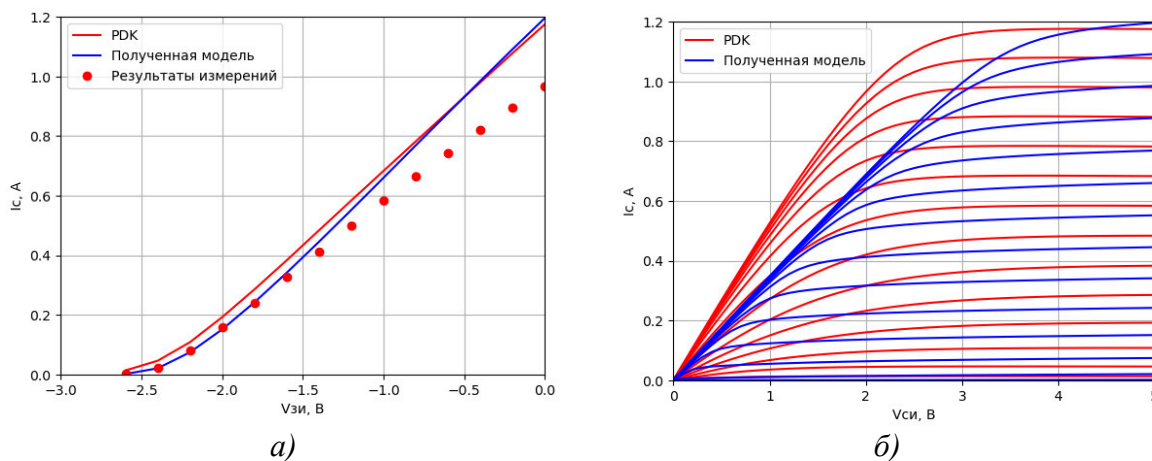 1.2
1.0
0.8
0.6
0.4
0.2
0.0
Ic, A
PDK
Полученная модель
Результаты измерений
−3.0 −2.5 −2.0 −1.5 −1.0 −0.5 0.0
Vзи, В
а)
1.2
1.0
0.8
0.6
0.4
0.2
0.0
Ic, A
PDK
Полученная модель
0 1 2 3 4 5
Vси, В
б)